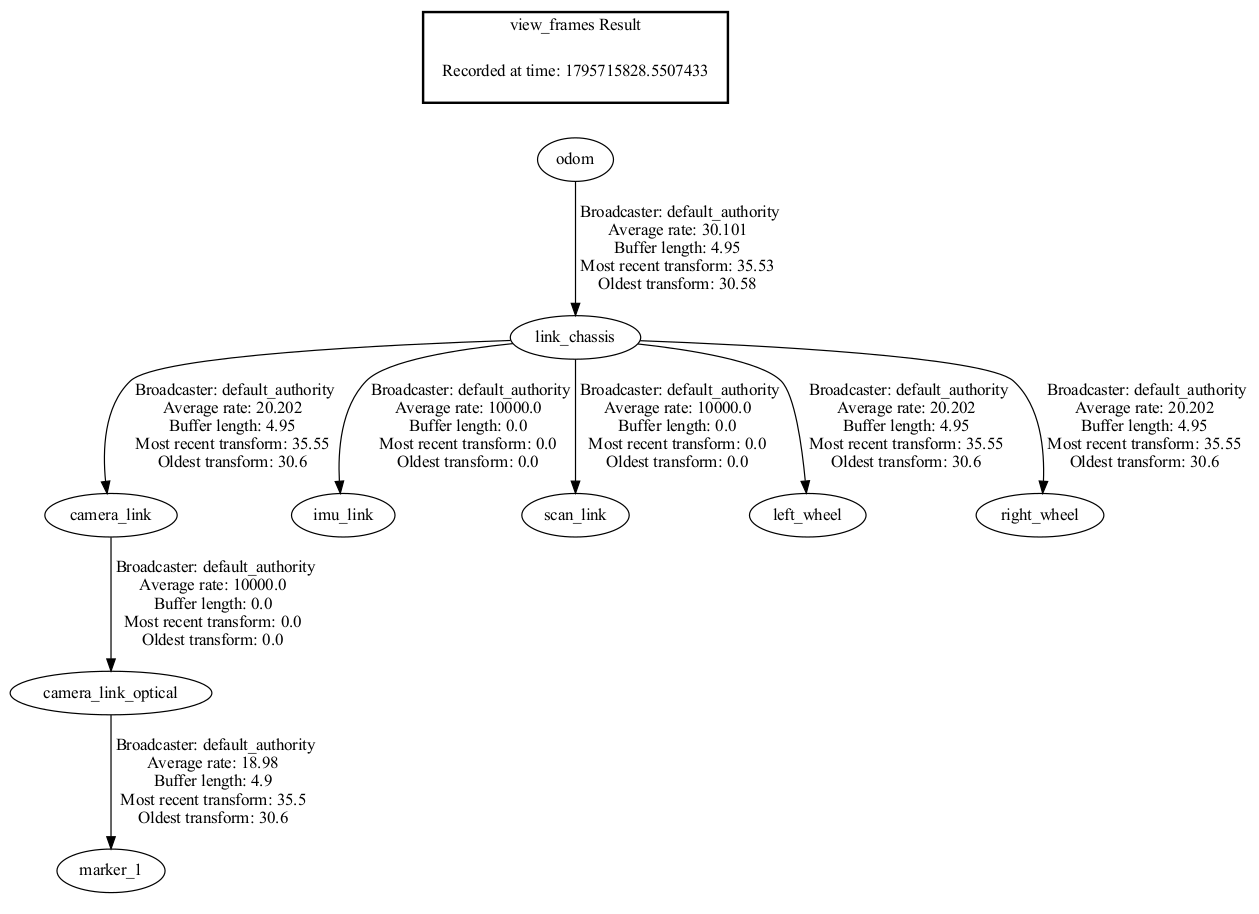 view_frames Result
Recorded at time: 1795715828.5507433
odom
Broadcaster: default_authority
Average rate: 30.101
Buffer length: 4.95
Most recent transform: 35.53
Oldest transform: 30.58
link_chassis
Broadcaster: default_authority
Average rate: 20.202
Buffer length: 4.95
Most recent transform: 35.55
Oldest transform: 30.6
Broadcaster: default_authority
Average rate: 10000.0
Buffer length: 0.0
Most recent transform: 0.0
Oldest transform: 0.0
Broadcaster: default_authority
Average rate: 10000.0
Buffer length: 0.0
Most recent transform: 0.0
Oldest transform: 0.0
Broadcaster: default_authority
Average rate: 20.202
Buffer length: 4.95
Most recent transform: 35.55
Oldest transform: 30.6
Broadcaster: default_authority
Average rate: 20.202
Buffer length: 4.95
Most recent transform: 35.55
Oldest transform: 30.6
camera_link
imu_link
scan_link
left_wheel
right_wheel
Broadcaster: default_authority
Average rate: 10000.0
Buffer length: 0.0
Most recent transform: 0.0
Oldest transform: 0.0
camera_link_optical
Broadcaster: default_authority
Average rate: 18.98
Buffer length: 4.9
Most recent transform: 35.5
Oldest transform: 30.6
marker_1